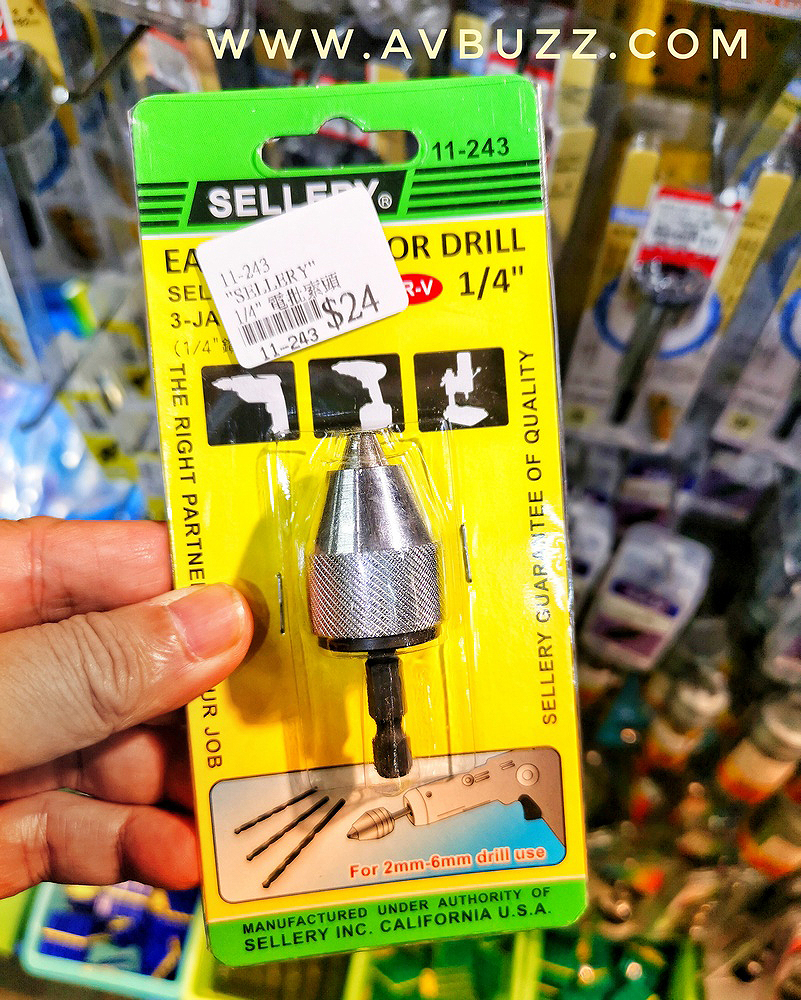 WWW.AVBUZZ.COM
11-243
SELLERY®
EA
OR DRILL
SEL
R-V 1/4"
3-JA
(1/4"
11-243
"SELLERY"
1/4" 電批索頭
$24
11-243
THE RIGHT PARTNE
UR JOB
SELLERY GUARANTEE OF QUALITY
For 2mm-6mm drill use
MANUFACTURED UNDER AUTHORITY OF
SELLERY INC. CALIFORNIA U.S.A.